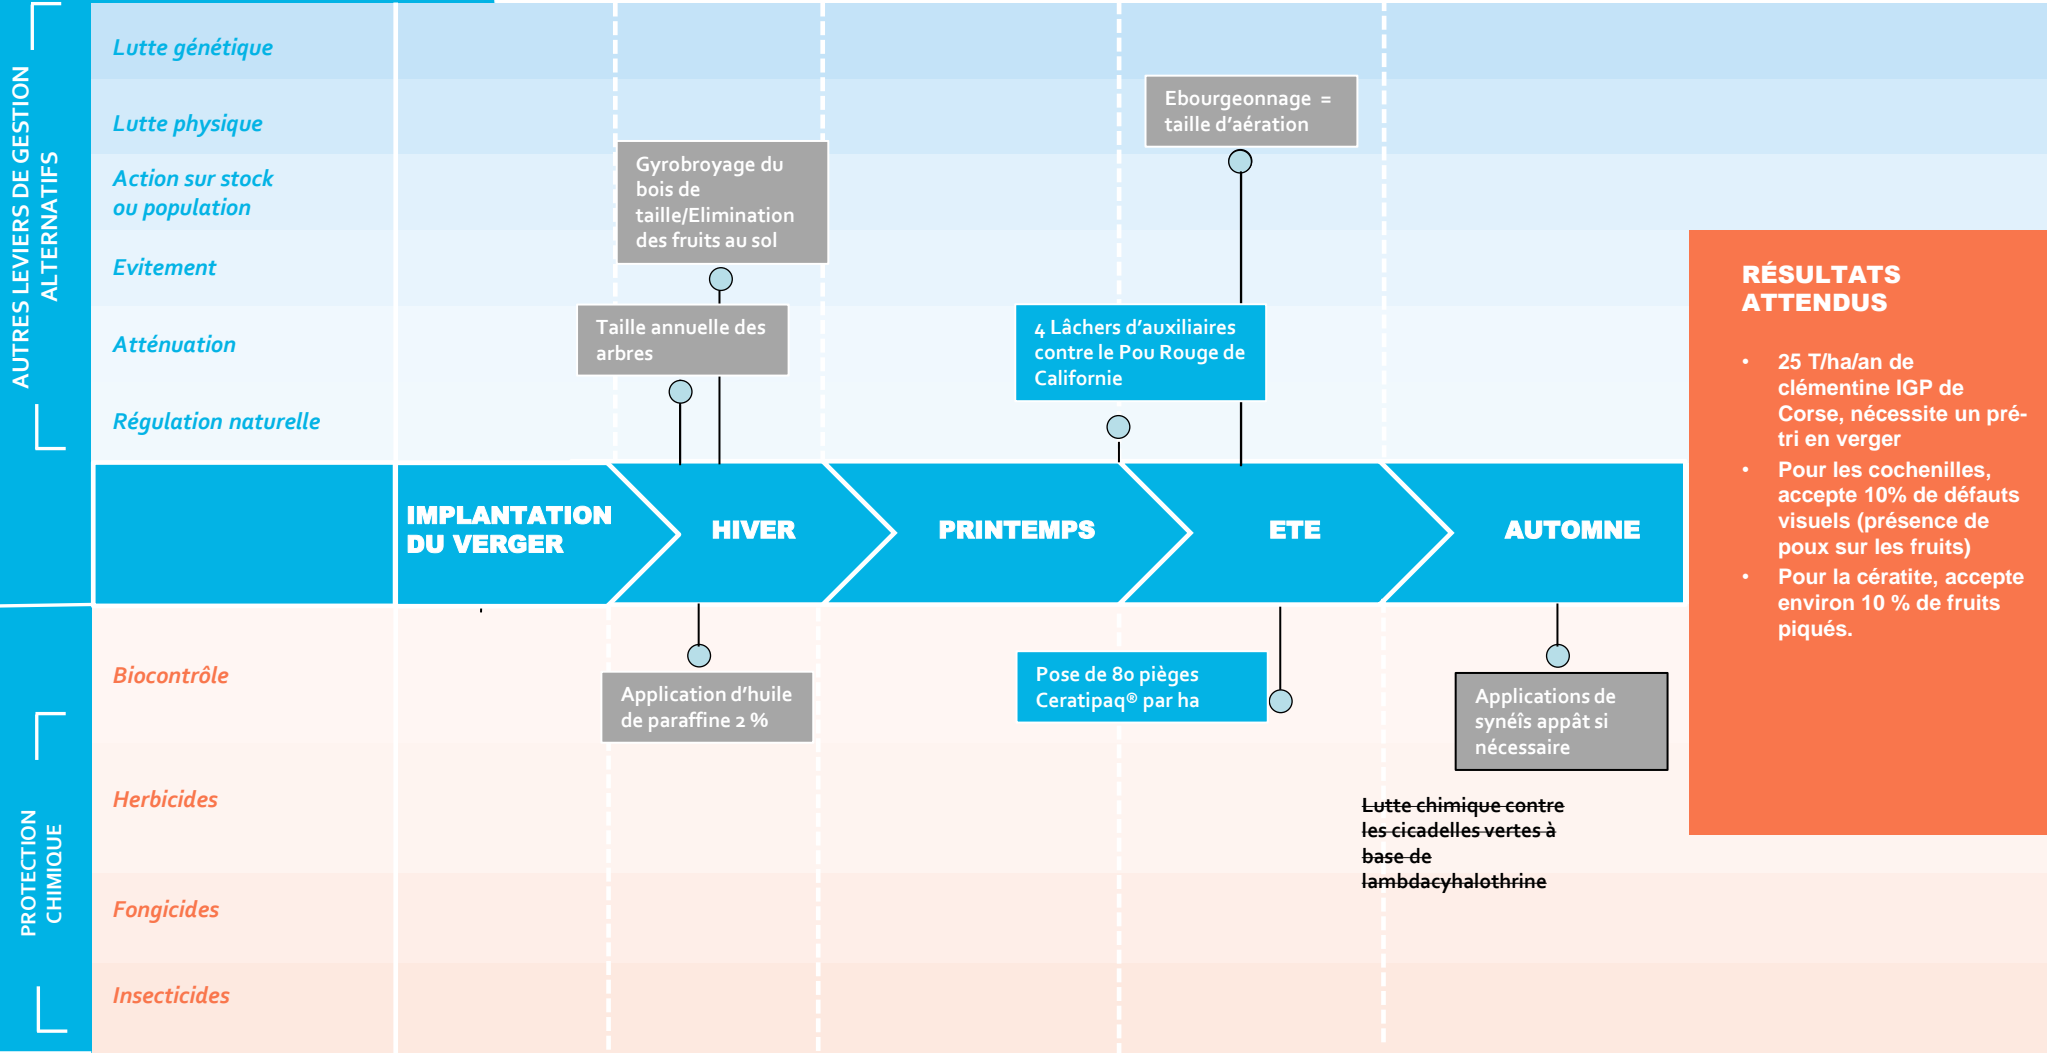 AUTRES LEVIERS DE GESTION
ALTERNATIFS
Lutte génétique
Lutte physique
Action sur stock
ou population
Evitement
Atténuation
Régulation naturelle
Gyrobroyage du
bois de
taille/Elimination
des fruits au sol
Taille annuelle des
arbres
Ebourgeonnage =
taille d’aération
4 Lâchers d’auxiliaires
contre le Pou Rouge de
Californie
IMPLANTATION
DU VERGER
HIVER
PRINTEMPS
ETE
AUTOMNE
RÉSULTATS
ATTENDUS
• 25 T/ha/an de
clémentine IGP de
Corse, nécessite un pré-
tri en verger
• Pour les cochenilles,
accepte 10% de défauts
visuels (présence de
poux sur les fruits)
• Pour la cératite, accepte
environ 10 % de fruits
piqués.
PROTECTION
CHIMIQUE
Biocontrôle
Herbicides
Fongicides
Insecticides
Application d’huile
de paraffine 2 %
Pose de 80 pièges
Ceratipaq® par ha
Applications de
synéîs appât si
nécessaire
Lutte chimique contre
les cicadelles vertes à
base de
lambdacyhalothrine